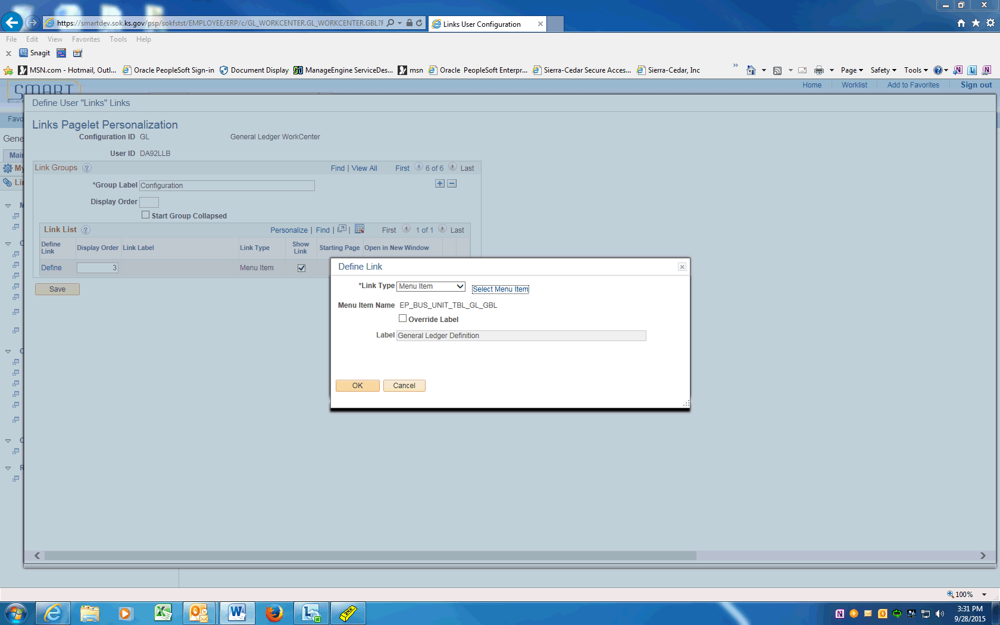 https://smartdev.sok.ks.gov/psp/sokfstst/EMPLOYEE/ERP/c/GL_WORKCENTER.GL_WORKCENTER.GBL?F
Links User Configuration
File Edit View Favorites Tools Help
Snagit
MSN.com - Hotmail, Outl... Oracle PeopleSoft Sign-in Document Display ManageEngine ServiceDes... msn Oracle PeopleSoft Enterpr... Sierra-Cedar Secure Acces... Sierra-Cedar, Inc Page Safety Tools
SMART
Home Worklist Add to Favorites Sign out
Define User "Links" Links
Favo
Links Pagelet Personalization
Configuration ID GL General Ledger WorkCenter
Gene
User ID DA92LLB
Main
Link Groups Find | View All First 6 of 6 Last
My
*Group Label Configuration
Lin
Display Order
Start Group Collapsed
Link List Personalize | Find | First 1 of 1 Last
Define Link Display Order Link Label Link Type Show Link Starting Page Open in New Window
Define 3 Menu Item
Save
Define Link
*Link Type Menu Item Select Menu Item
Menu Item Name EP_BUS_UNIT_TBL_GL_GBL
Override Label
Label General Ledger Definition
OK Cancel
100%
3:31 PM
9/28/2015